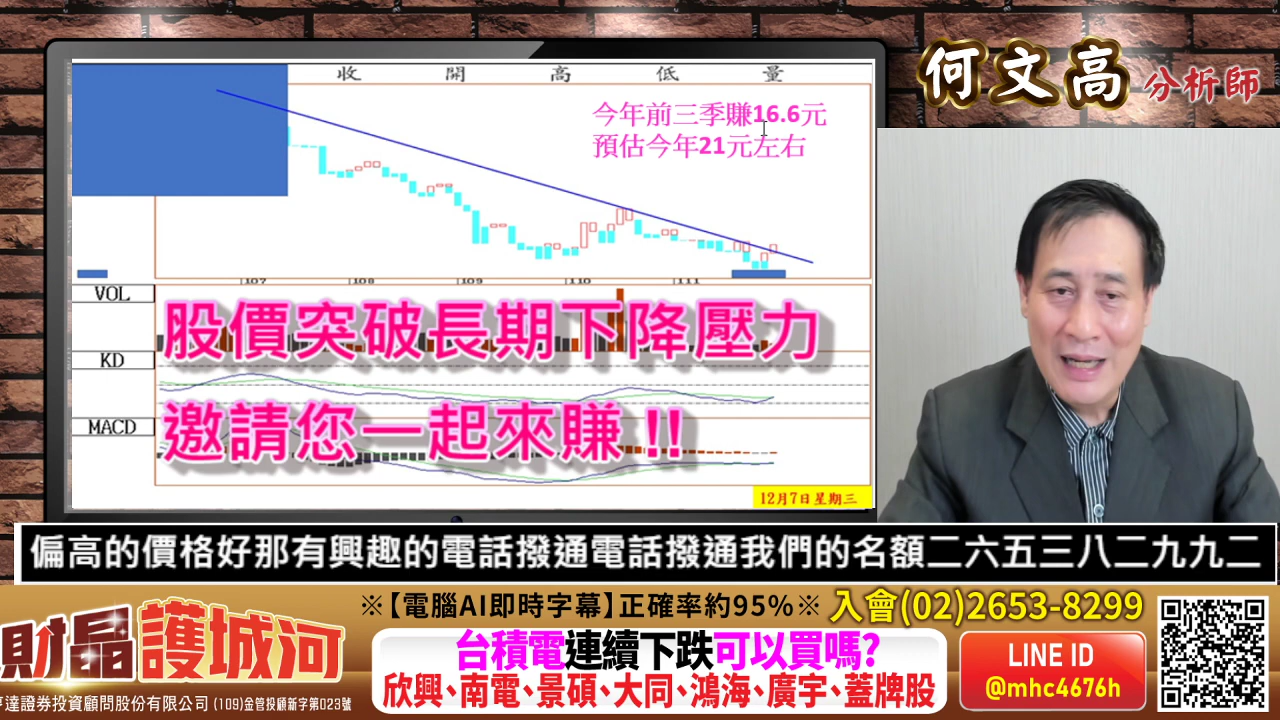 何文高 分析師
收 開 高 低 量
今年前三季賺16.6元
預估今年21元左右
107 108 109 110 111
VOL
股價突破長期下降壓力
KD
邀請您一起來賺 !!
MACD
12月7日星期三
偏高的價格好那有興趣的電話撥通電話撥通我們的名額二六五三八二九九二
※【電腦AI即時字幕】正確率約95%※ 入會(02)2653-8299
財晶護城河
台積電連續下跌可以買嗎?
欣興、南電、景碩、大同、鴻海、廣宇、蓋牌股
LINE ID
@mhc4676h
達證券投資顧問股份有限公司 (109)金管投顧新字第023號